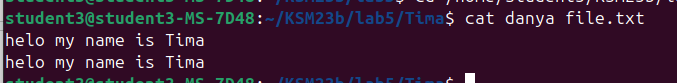 student3@student3-MS-7D48:~/KSM23b/lab5/Tima$ cat danya file.txt
helo my name is Tima
helo my name is Tima
student3@student3-MS-7D48:~/KSM23b/lab5/Tima$